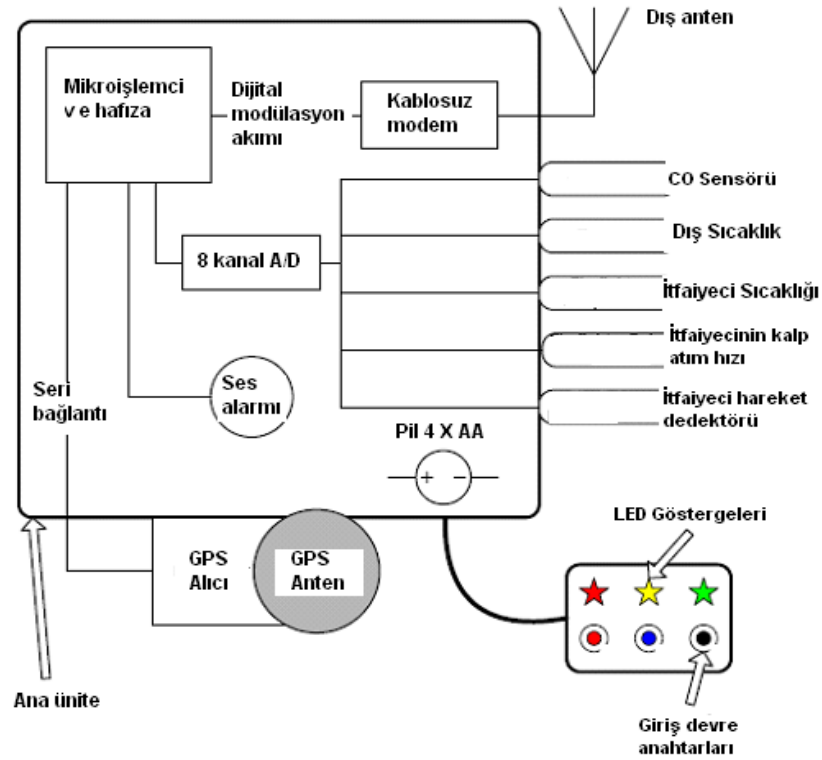 Dış anten
Mikroişlemci
v e hafıza
Dijital
modülasyon
akımı
Kablosuz
modem
CO Sensörü
Dış Sıcaklık
8 kanal A/D
İtfaiyeci Sıcaklığı
İtfaiyecinin kalp
atım hızı
Ses
alarmı
Seri
bağlantı
İtfaiyeci hareket
dedektörü
Pil 4 X AA
+ -
LED Göstergeleri
GPS
Alıcı
GPS
Anten
Ana ünite
Giriş devre
anahtarları